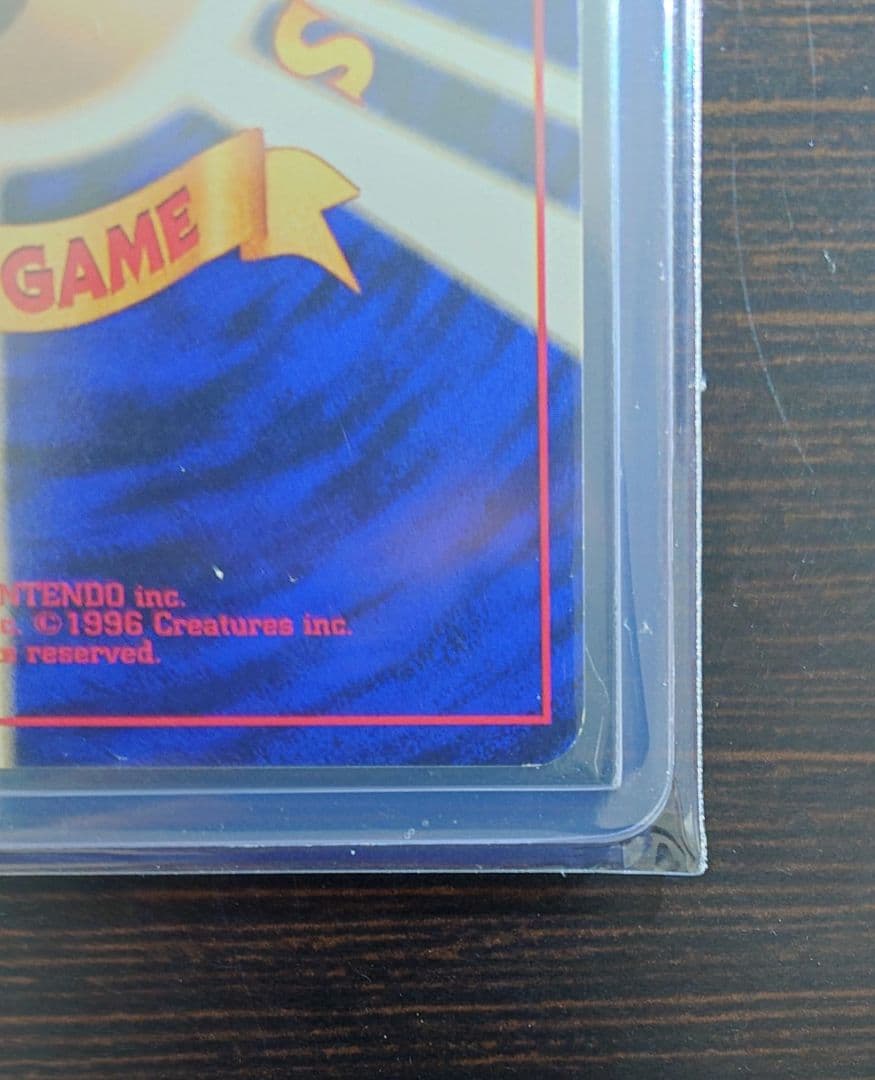 S
GAME
NTENDO inc.
c. ©1996 Creatures inc.
reserved.